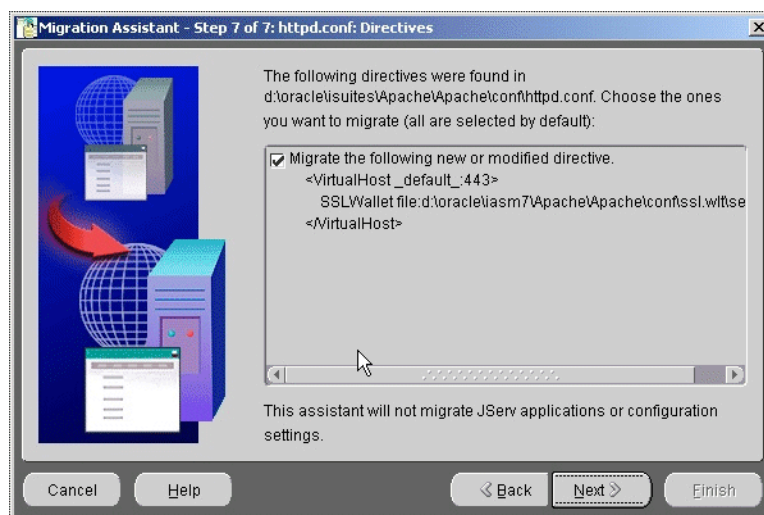 Migration Assistant - Step 7 of 7: httpd.conf: Directives
The following directives were found in
d:\oracle\isuites\Apache\Apache\conf\httpd.conf. Choose the ones
you want to migrate (all are selected by default):
Migrate the following new or modified directive.
<VirtualHost _default_:443>
SSLWallet file:d:\oracle\iasm7\Apache\Apache\conf\ssl.wlt\se
</VirtualHost>
This assistant will not migrate JServ applications or configuration
settings.
Cancel Help Back Next Finish